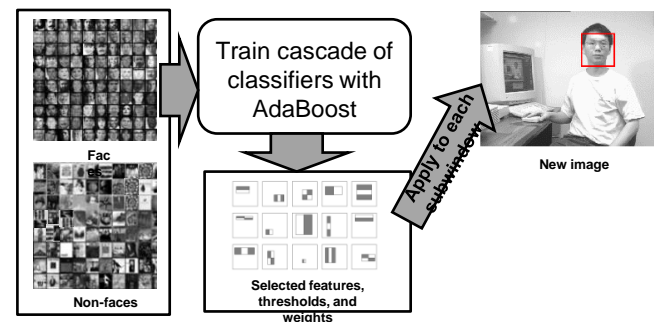 Train cascade of
classifiers with
AdaBoost
Fac
es
Non-faces
Selected features,
thresholds, and
weights
Apply to each
subwindow
New image